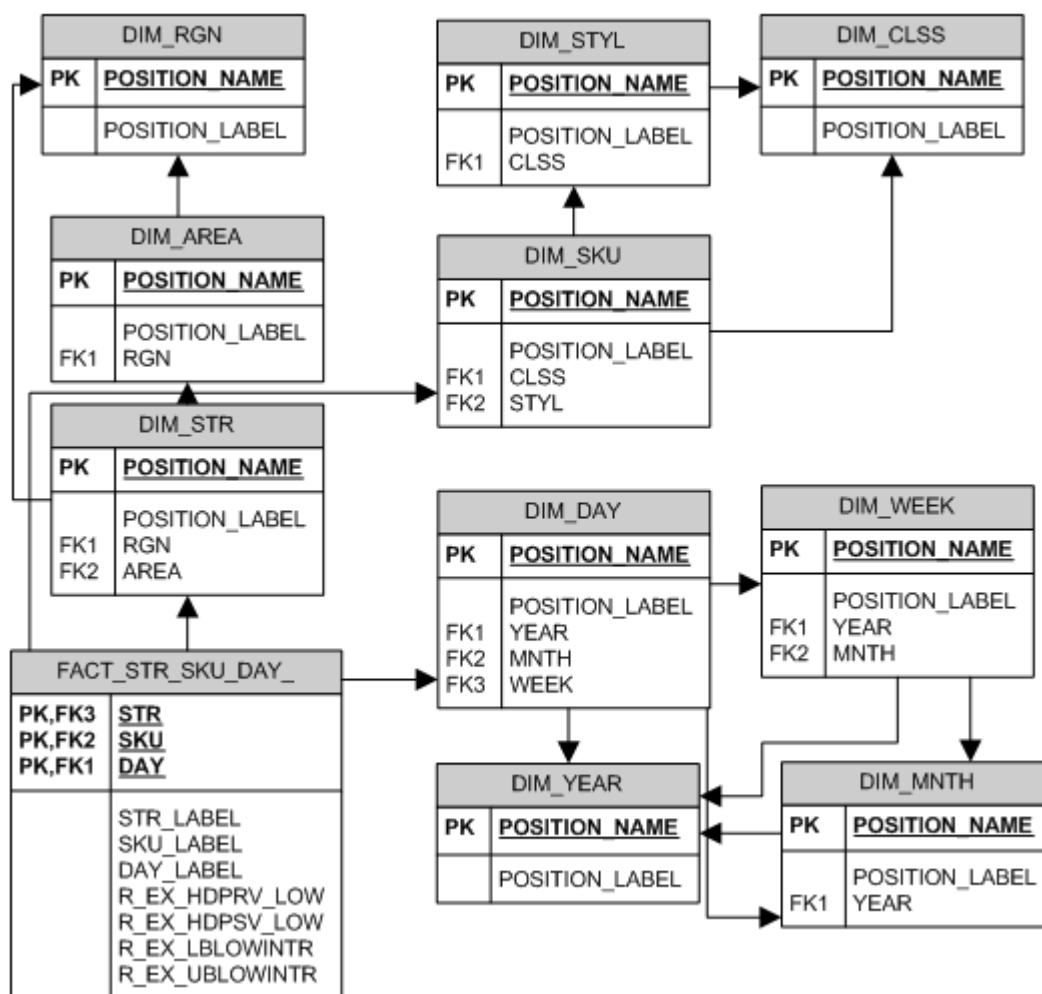 DIM_RGN
PK POSITION_NAME
POSITION_LABEL
DIM_AREA
PK POSITION_NAME
POSITION_LABEL
FK1 RGN
DIM_STR
PK POSITION_NAME
POSITION_LABEL
FK1 RGN
FK2 AREA
FACT_STR_SKU_DAY_
PK,FK3 STR
PK,FK2 SKU
PK,FK1 DAY
STR_LABEL
SKU_LABEL
DAY_LABEL
R_EX_HDPRV_LOW
R_EX_HDPSV_LOW
R_EX_LBLOWINTR
R_EX_UBLOWINTR
DIM_STYL
PK POSITION_NAME
POSITION_LABEL
FK1 CLSS
DIM_CLSS
PK POSITION_NAME
POSITION_LABEL
DIM_SKU
PK POSITION_NAME
POSITION_LABEL
FK1 CLSS
FK2 STYL
DIM_DAY
PK POSITION_NAME
POSITION_LABEL
FK1 YEAR
FK2 MNTH
FK3 WEEK
DIM_WEEK
PK POSITION_NAME
POSITION_LABEL
FK1 YEAR
FK2 MNTH
DIM_YEAR
PK POSITION_NAME
POSITION_LABEL
DIM_MNTH
PK POSITION_NAME
POSITION_LABEL
FK1 YEAR